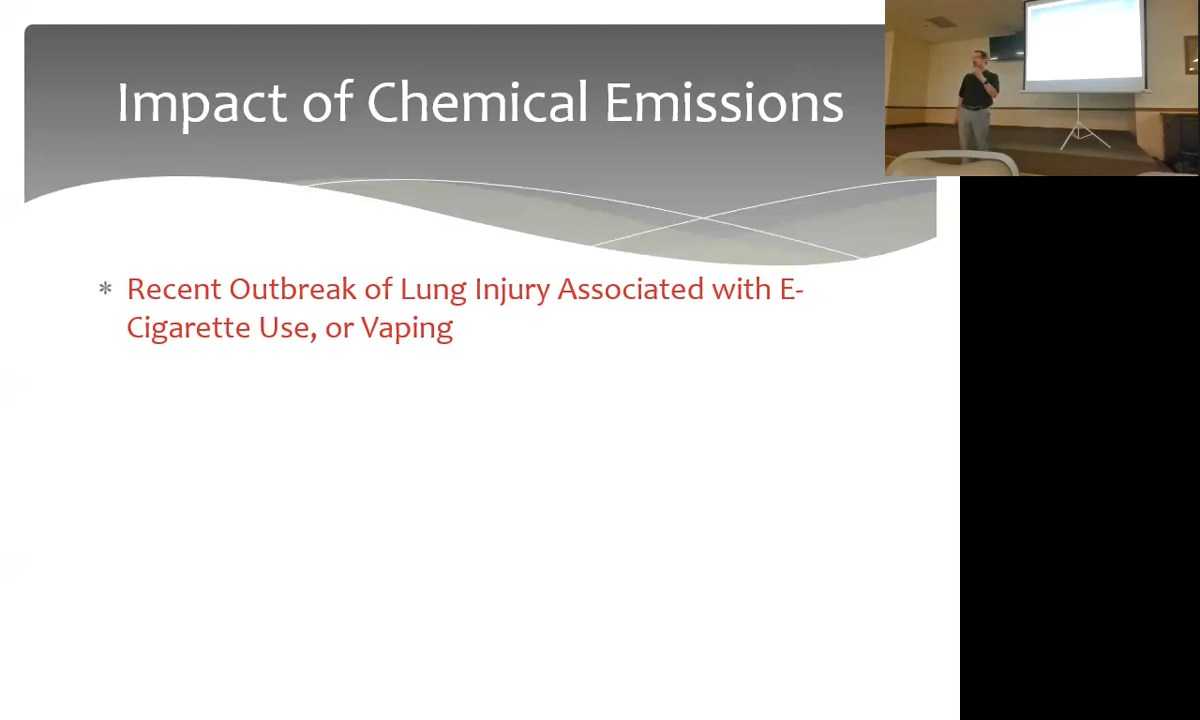 Impact of Chemical Emissions
* Recent Outbreak of Lung Injury Associated with E-
Cigarette Use, or Vaping